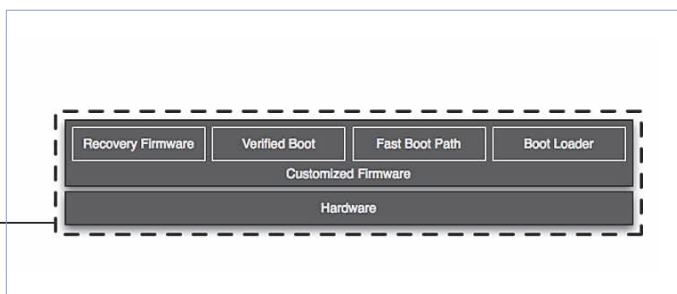 Recovery Firmware Verified Boot Fast Boot Path Boot Loader
Customized Firmware
Hardware